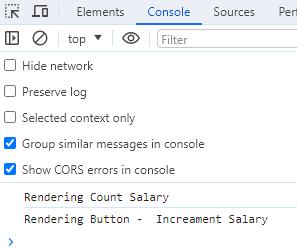 Elements Console Sources
top Filter
Hide network
Preserve log
Selected context only
Group similar messages in console
Show CORS errors in console
Rendering Count Salary
Rendering Button -  Increament Salary